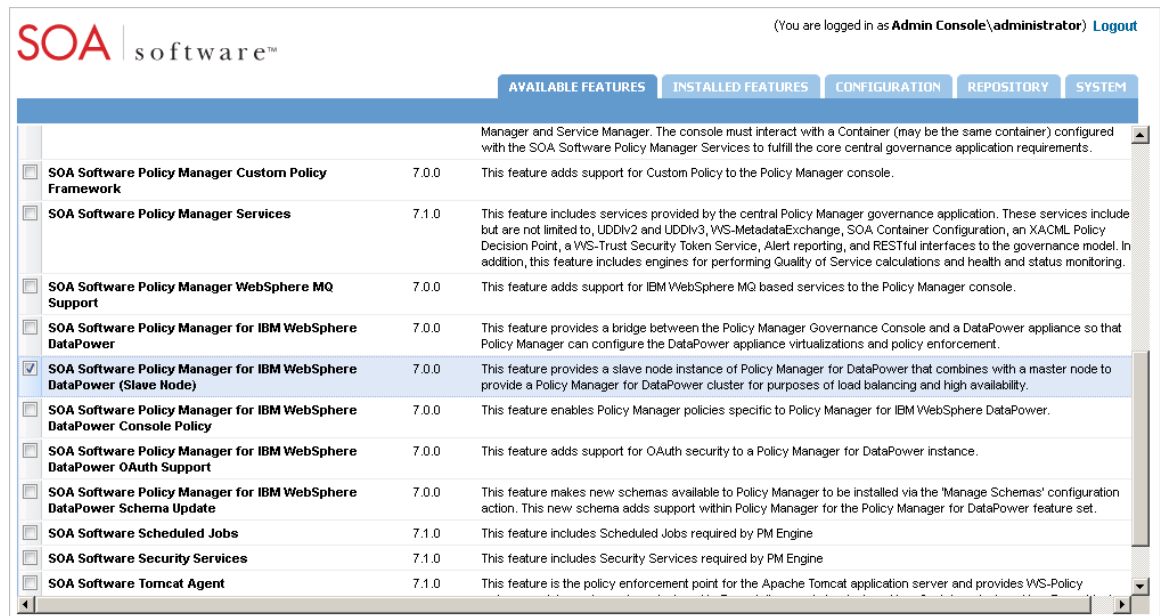 (You are logged in as Admin Console\administrator) Logout
SOA software™
AVAILABLE FEATURES INSTALLED FEATURES CONFIGURATION REPOSITORY SYSTEM
Manager and Service Manager. The console must interact with a Container (may be the same container) configured
with the SOA Software Policy Manager Services to fulfill the core central governance application requirements.
SOA Software Policy Manager Custom Policy 7.0.0 This feature adds support for Custom Policy to the Policy Manager console.
Framework
SOA Software Policy Manager Services 7.1.0 This feature includes services provided by the central Policy Manager governance application. These services include
but are not limited to, UDDIv2 and UDDIv3, WS-MetadataExchange, SOA Container Configuration, an XACML Policy
Decision Point, a WS-Trust Security Token Service, Alert reporting, and RESTful interfaces to the governance model. In
addition, this feature includes engines for performing Quality of Service calculations and health and status monitoring.
SOA Software Policy Manager WebSphere MQ 7.0.0 This feature adds support for IBM WebSphere MQ based services to the Policy Manager console.
Support
SOA Software Policy Manager for IBM WebSphere 7.0.0 This feature provides a bridge between the Policy Manager Governance Console and a DataPower appliance so that
DataPower Policy Manager can configure the DataPower appliance virtualizations and policy enforcement.
SOA Software Policy Manager for IBM WebSphere 7.0.0 This feature provides a slave node instance of Policy Manager for DataPower that combines with a master node to
DataPower (Slave Node) provide a Policy Manager for DataPower cluster for purposes of load balancing and high availability.
SOA Software Policy Manager for IBM WebSphere 7.0.0 This feature enables Policy Manager policies specific to Policy Manager for IBM WebSphere DataPower.
DataPower Console Policy
SOA Software Policy Manager for IBM WebSphere 7.0.0 This feature adds support for OAuth security to a Policy Manager for DataPower instance.
DataPower OAuth Support
SOA Software Policy Manager for IBM WebSphere 7.0.0 This feature makes new schemas available to Policy Manager to be installed via the 'Manage Schemas' configuration
DataPower Schema Update action. This new schema adds support within Policy Manager for the Policy Manager for DataPower feature set.
SOA Software Scheduled Jobs 7.1.0 This feature includes Scheduled Jobs required by PM Engine
SOA Software Security Services 7.1.0 This feature includes Security Services required by PM Engine
SOA Software Tomcat Agent 7.1.0 This feature is the policy enforcement point for the Apache Tomcat application server and provides WS-Policy